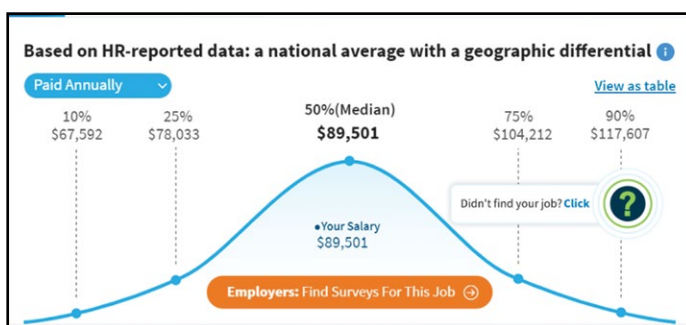 Based on HR-reported data: a national average with a geographic differential i
Paid Annually
View as table
10%
$67,592
25%
$78,033
50%(Median)
$89,501
75%
$104,212
90%
$117,607
Didn't find your job? Click
?
Your Salary
$89,501
Employers: Find Surveys For This Job